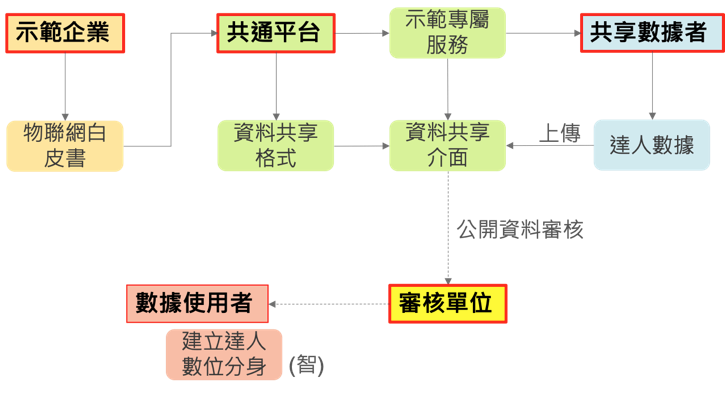 示範企業
共通平台
示範專屬
服務
共享數據者
物聯網白
皮書
資料共享
格式
資料共享
介面
上傳
達人數據
公開資料審核
數據使用者
審核單位
建立達人
數位分身
(智)